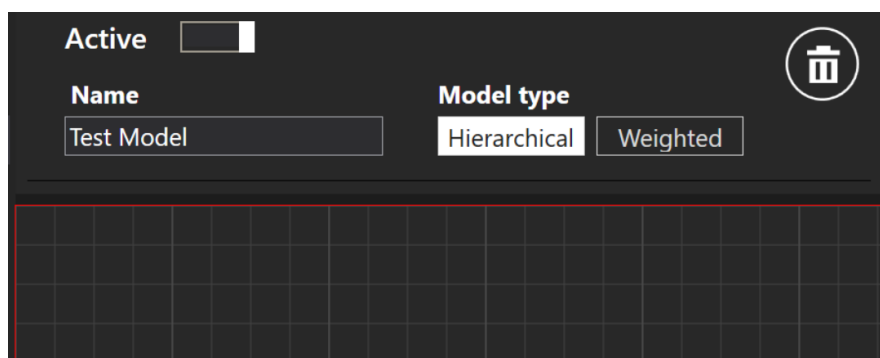 Active
Name
Model type
Test Model
Hierarchical
Weighted